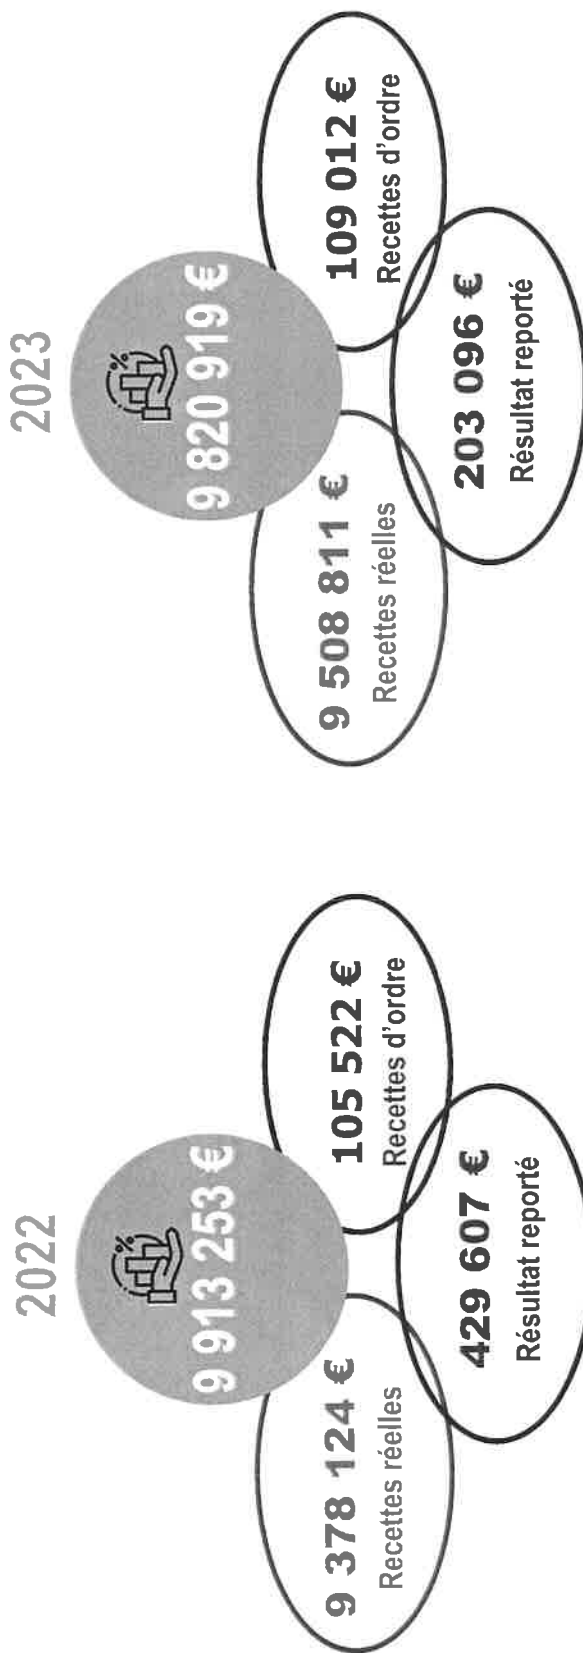 2022
%
9 913 253 €
9 378 124 €
Recettes réelles
105 522 €
Recettes d'ordre
429 607 €
Résultat reporté
2023
%
9 820 919 €
9 508 811 €
Recettes réelles
109 012 €
Recettes d'ordre
203 096 €
Résultat reporté